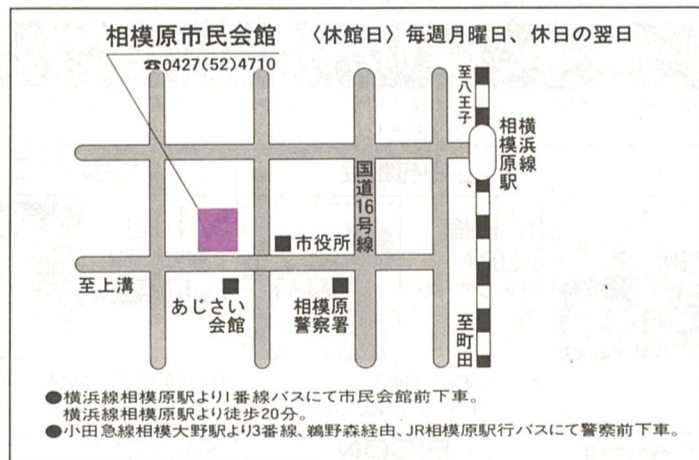 相模原市民会館
〈休館日〉毎週月曜日、休日の翌日
☎0427(52)4710
至八王子
横浜線
相模原駅
国道16号線
市役所
至上溝
あじさい
会館
相模原
警察署
至町田
●横浜線相模原駅より1番線バスにて市民会館前下車。
横浜線相模原駅より徒歩20分。
●小田急線相模大野駅より3番線、鵜野森経由、JR相模原駅行バスにて警察前下車。